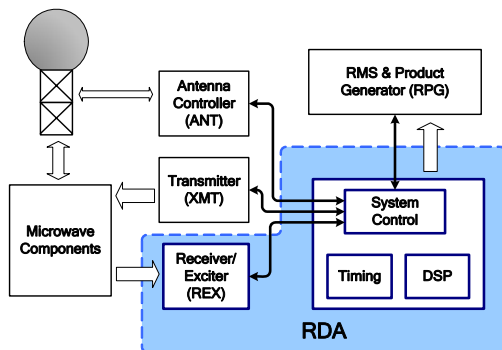 Antenna
Controller
(ANT)
RMS & Product
Generator (RPG)
Transmitter
(XMT)
System
Control
Microwave
Components
Receiver/
Exciter
(REX)
Timing
DSP
RDA